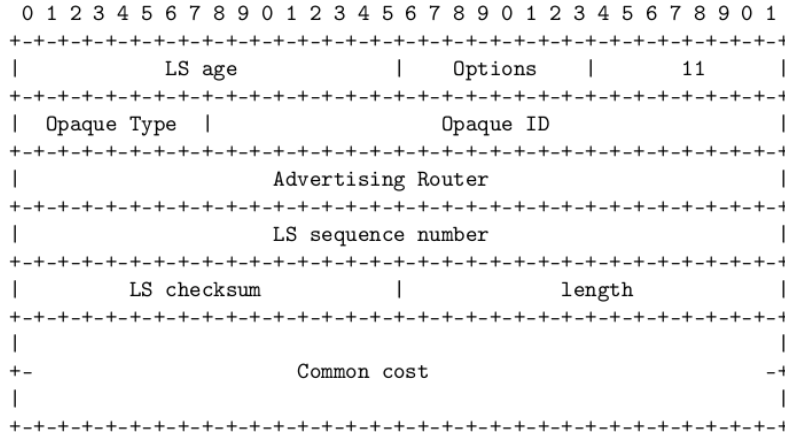 0 1 2 3 4 5 6 7 8 9 0 1 2 3 4 5 6 7 8 9 0 1 2 3 4 5 6 7 8 9 0 1
+-+-+-+-+-+-+-+-+-+-+-+-+-+-+-+-+-+-+-+-+-+-+-+-+-+-+-+-+-+-+-+-+
| LS age | Options | 11 |
+-+-+-+-+-+-+-+-+-+-+-+-+-+-+-+-+-+-+-+-+-+-+-+-+-+-+-+-+-+-+-+-+
| Opaque Type | Opaque ID |
+-+-+-+-+-+-+-+-+-+-+-+-+-+-+-+-+-+-+-+-+-+-+-+-+-+-+-+-+-+-+-+-+
| Advertising Router |
+-+-+-+-+-+-+-+-+-+-+-+-+-+-+-+-+-+-+-+-+-+-+-+-+-+-+-+-+-+-+-+-+
| LS sequence number |
+-+-+-+-+-+-+-+-+-+-+-+-+-+-+-+-+-+-+-+-+-+-+-+-+-+-+-+-+-+-+-+-+
| LS checksum | length |
+-+-+-+-+-+-+-+-+-+-+-+-+-+-+-+-+-+-+-+-+-+-+-+-+-+-+-+-+-+-+-+-+
| |
+- Common cost -+
| |
+-+-+-+-+-+-+-+-+-+-+-+-+-+-+-+-+-+-+-+-+-+-+-+-+-+-+-+-+-+-+-+-+